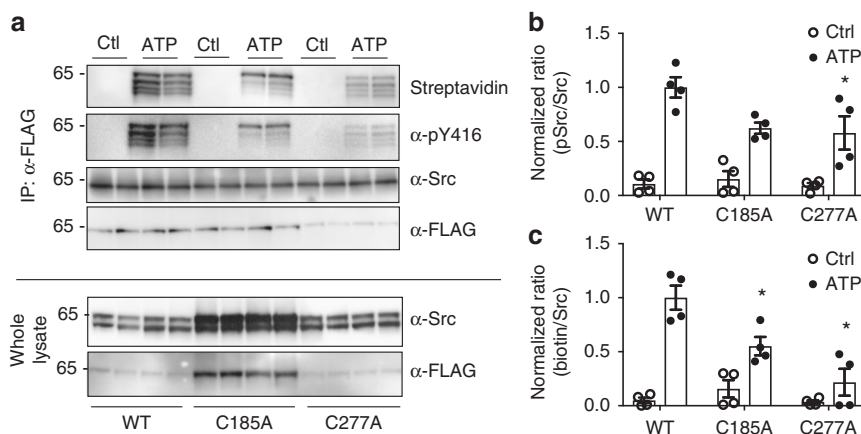 a
Ctl ATP Ctl ATP Ctl ATP
65 - Streptavidin
65 - α-pY416
65 - α-Src
65 - α-FLAG
IP: α-FLAG
65 - α-Src
65 - α-FLAG
Whole lysate
WT C185A C277A
b
Normalized ratio
(pSrc/Src)
1.5
1.0
0.5
0.0
Ctrl
ATP
*
WT C185A C277A
c
Normalized ratio
(biotin/Src)
1.5
1.0
0.5
0.0
Ctrl
ATP
* *
WT C185A C277A